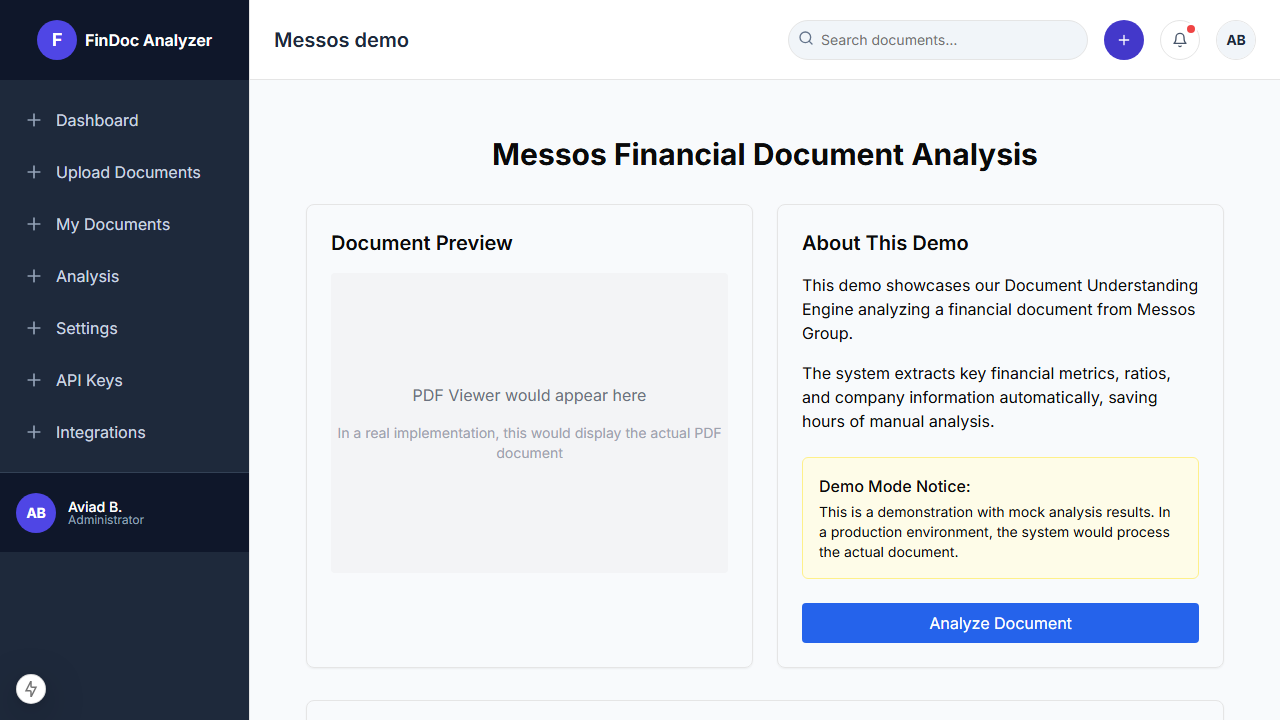 F FinDoc Analyzer
Messos demo
Search documents...
AB
Dashboard
Upload Documents
My Documents
Analysis
Settings
API Keys
Integrations
AB
Aviad B.
Administrator
Messos Financial Document Analysis
Document Preview
PDF Viewer would appear here
In a real implementation, this would display the actual PDF
document
About This Demo
This demo showcases our Document Understanding
Engine analyzing a financial document from Messos
Group.
The system extracts key financial metrics, ratios,
and company information automatically, saving
hours of manual analysis.
Demo Mode Notice:
This is a demonstration with mock analysis results. In
a production environment, the system would process
the actual document.
Analyze Document